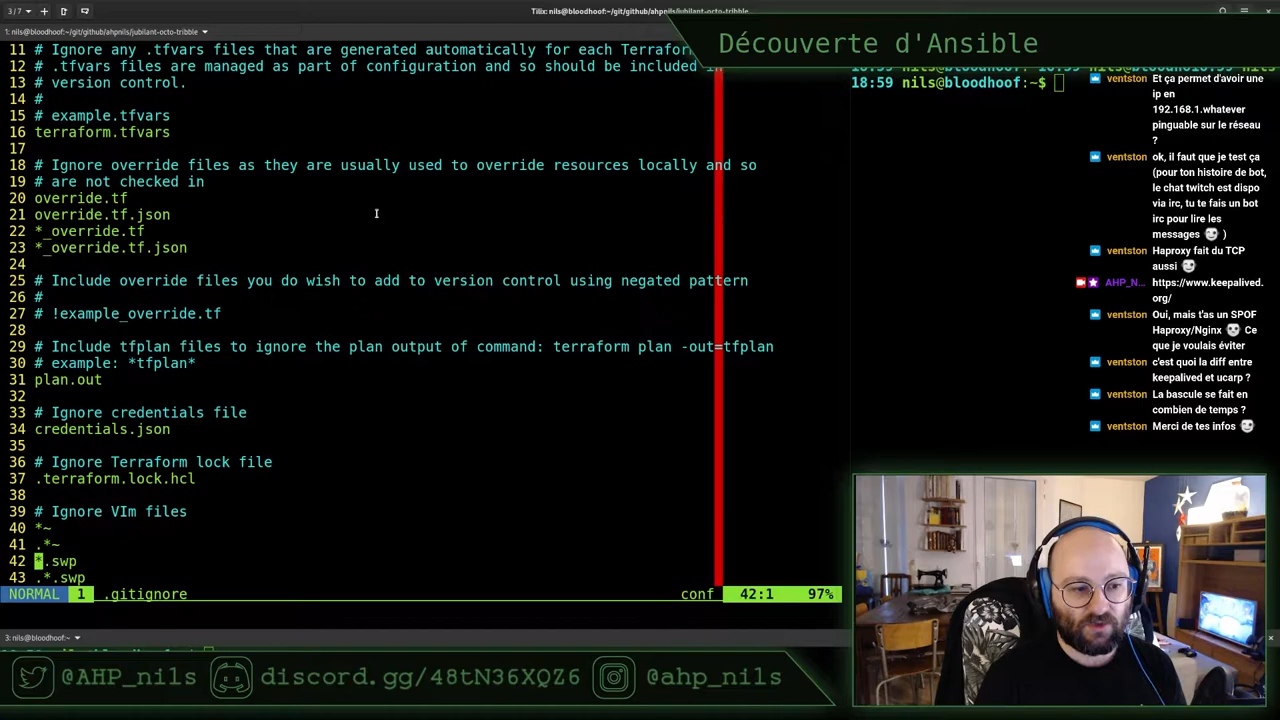 3/7
Tilix: nils@bloodhoof:~/git/github/ahpnils/jubilant-octo-tribble
1: nils@bloodhoof:~/git/github/ahpnils/jubilant-octo-tribble
Découverte d'Ansible
11 # Ignore any .tfvars files that are generated automatically for each Terrafor
12 # .tfvars files are managed as part of configuration and so should be included
13 # version control.
14 #
15 # example.tfvars
16 terraform.tfvars
17
18 # Ignore override files as they are usually used to override resources locally and so
19 # are not checked in
20 override.tf
21 override.tf.json
22 *_override.tf
23 *_override.tf.json
24
25 # Include override files you do wish to add to version control using negated pattern
26 #
27 # !example_override.tf
28
29 # Include tfplan files to ignore the plan output of command: terraform plan -out=tfplan
30 # example: *tfplan*
31 plan.out
32
33 # Ignore credentials file
34 credentials.json
35
36 # Ignore Terraform lock file
37 .terraform.lock.hcl
38
39 # Ignore VIm files
40 *~
41 .*~
42 *.swp
43 .*.swp
NORMAL 1 .gitignore conf 42:1 97%
3: nils@bloodhoof:~
18:59 nils@bloodhoof:~$
ventston Et ça permet d'avoir une
ip en
192.168.1.whatever
pinguable sur le réseau
?
ventston ok, il faut que je test ça
(pour ton histoire de bot,
le chat twitch est dispo
via irc, tu te fais un bot
irc pour lire les
messages )
ventston Haproxy fait du TCP
aussi
AHP_N... https://www.keepalived.
org/
ventston Oui, mais t'as un SPOF
Haproxy/Nginx Ce
que je voulais éviter
ventston c'est quoi la diff entre
keepalived et ucarp ?
ventston La bascule se fait en
combien de temps ?
ventston Merci de tes infos
@AHP_nils discord.gg/48tN36XQZ6 @ahp_nils